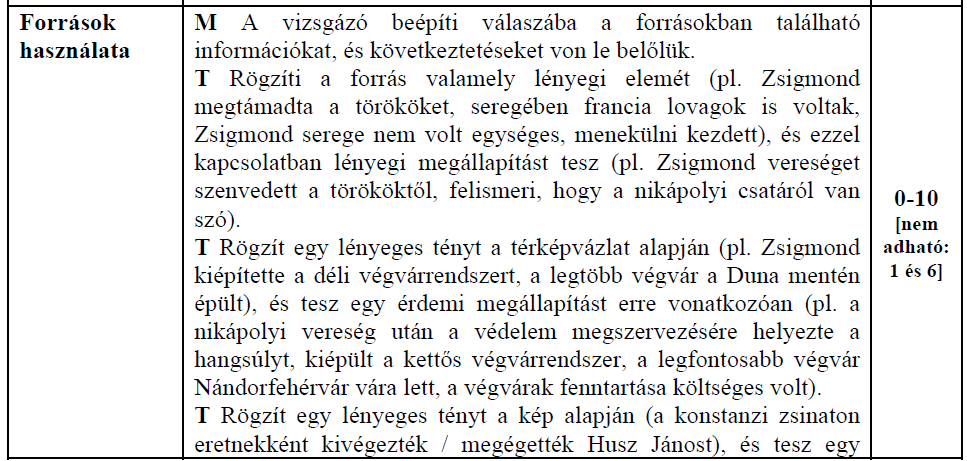 Források
használata
M A vizsgázó beépíti válaszába a forrásokban található
információkat, és következtetéseket von le belőlük.
T Rögzíti a forrás valamely lényegi elemét (pl. Zsigmond
megtámadta a törököket, seregében francia lovagok is voltak,
Zsigmond serege nem volt egységes, menekülni kezdett), és ezzel
kapcsolatban lényegi megállapítást tesz (pl. Zsigmond vereséget
szenvedett a törököktől, felismeri, hogy a nikápolyi csatáról van
szó).
T Rögzít egy lényeges tényt a térképvázlat alapján (pl. Zsigmond
kiépítette a déli végvárrendszert, a legtöbb végvár a Duna mentén
épült), és tesz egy érdemi megállapítást erre vonatkozóan (pl. a
nikápolyi vereség után a védelem megszervezésére helyezte a
hangsúlyt, kiépült a kettős végvárrendszer, a legfontosabb végvár
Nándorfehérvár vára lett, a végvárak fenntartása költséges volt).
T Rögzít egy lényeges tényt a kép alapján (a konstanzi zsinaton
eretnekként kivégezték / megégették Husz Jánost), és tesz egy
0-10
[nem
adható:
1 és 6]